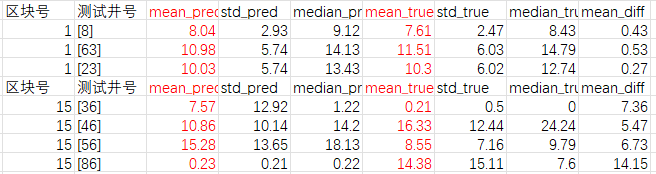 区块号 测试井号 mean_pred std_pred median_pr mean_true std_true median_tru mean_diff
1 [8] 8.04 2.93 9.12 7.61 2.47 8.43 0.43
1 [63] 10.98 5.74 14.13 11.51 6.03 14.79 0.53
1 [23] 10.03 5.74 13.43 10.3 6.02 12.74 0.27
区块号 测试井号 mean_pred std_pred median_pr mean_true std_true median_tru mean_diff
15 [36] 7.57 12.92 1.22 0.21 0.5 0 7.36
15 [46] 10.86 10.14 14.2 16.33 12.44 24.24 5.47
15 [56] 15.28 13.65 18.13 8.55 7.16 9.79 6.73
15 [86] 0.23 0.21 0.22 14.38 15.11 7.6 14.15